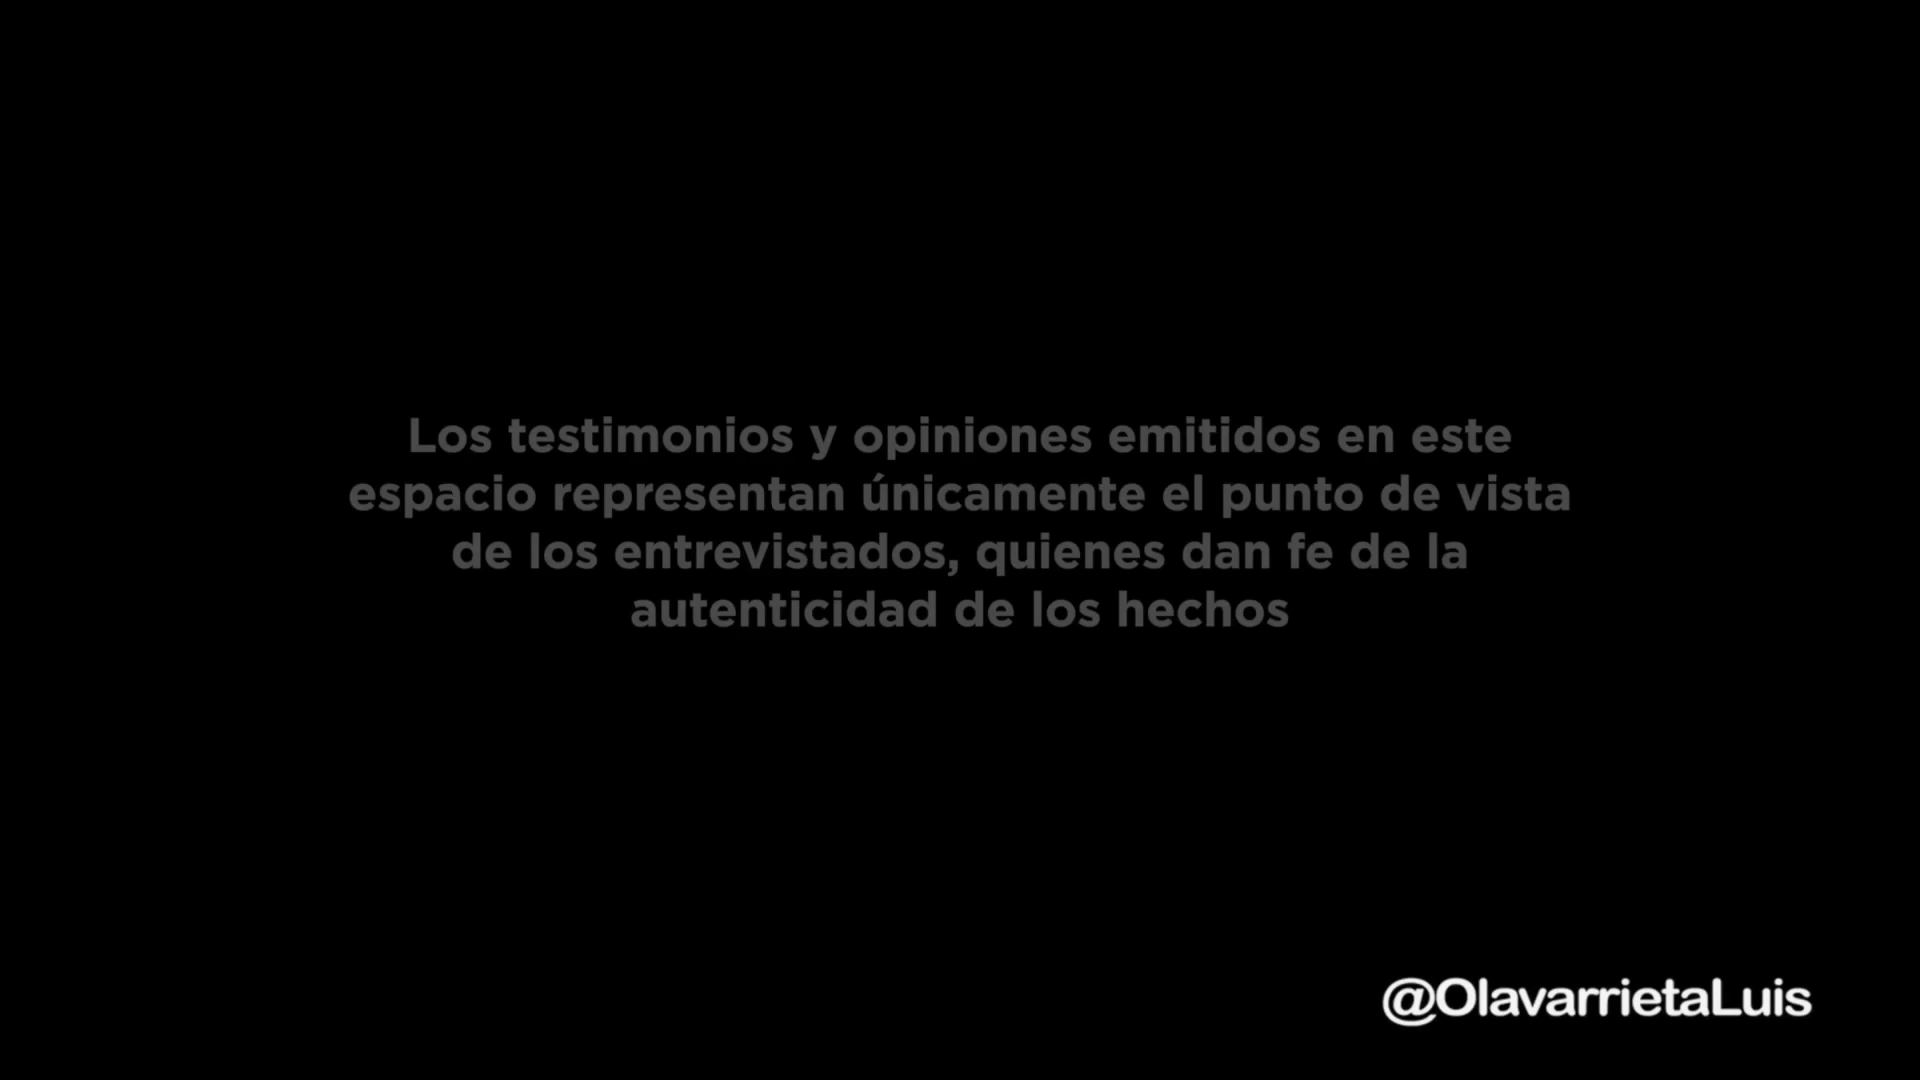 Los testimonios y opiniones emitidos en este
espacio representan únicamente el punto de vista
de los entrevistados, quienes dan fe de la
autenticidad de los hechos
@OlavarrietaLuis